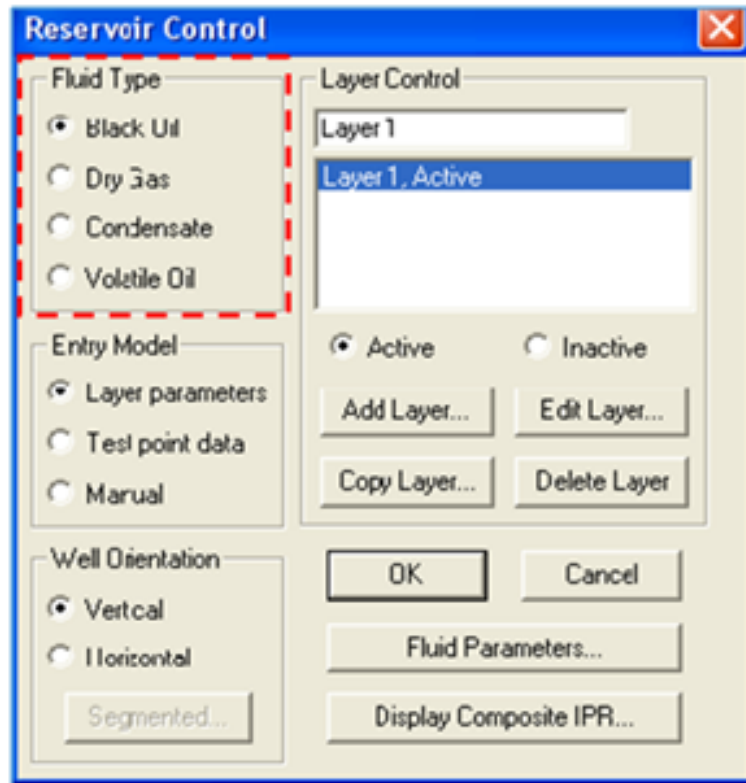 Reservoir Control
Fluid Type
Black Oil
Dry Gas
Condensate
Volatile Oil
Entry Model
Layer parameters
Test point data
Manual
Well Orientation
Vertical
Horizontal
Segmented...
Layer Control
Layer 1
Layer 1, Active
Active
Inactive
Add Layer...
Edit Layer...
Copy Layer...
Delete Layer
OK
Cancel
Fluid Parameters...
Display Composite IPR...